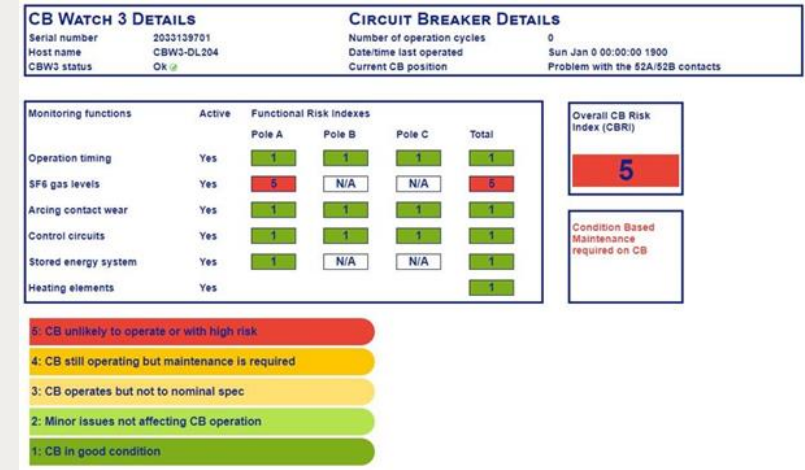 CB WATCH 3 DETAILS
Serial number 2033139701
Host name CBW3-DL204
CBW3 status Ok
CIRCUIT BREAKER DETAILS
Number of operation cycles 0
Date/time last operated Sun Jan 0 00:00:00 1900
Current CB position Problem with the 52A/52B contacts
Monitoring functions Active Functional Risk Indexes
Pole A Pole B Pole C Total
Operation timing Yes 1 1 1 1
SF6 gas levels Yes 5 N/A N/A 5
Arcing contact wear Yes 1 1 1 1
Control circuits Yes 1 1 1 1
Stored energy system Yes 1 N/A N/A 1
Heating elements Yes 1
Overall CB Risk
Index (CBRI)
5
Condition Based
Maintenance
required on CB
5: CB unlikely to operate or with high risk
4: CB still operating but maintenance is required
3: CB operates but not to nominal spec
2: Minor issues not affecting CB operation
1: CB in good condition